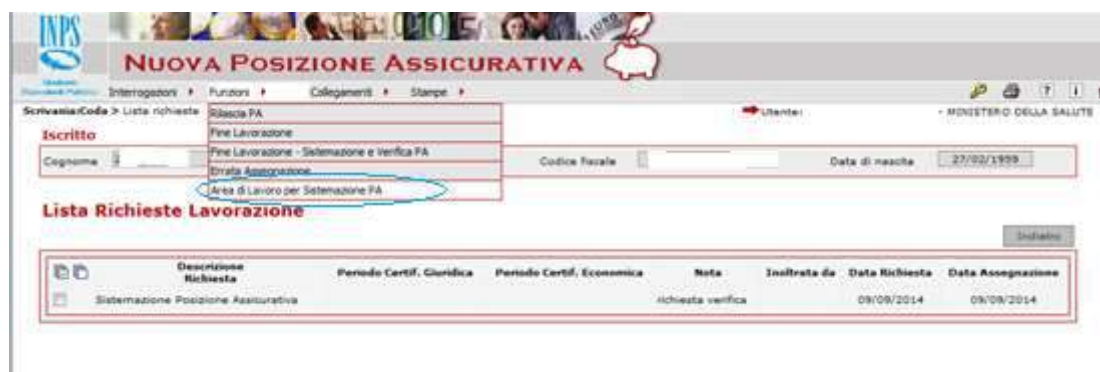 INPS
NUOVA POSIZIONE ASSICURATIVA
Interrogazioni Funzioni Collegamenti Stampe
Scrivania:Coda > Lista richieste
Utente: - MINISTERO DELLA SALUTE
Rilascia PA
Fine Lavorazione
Fine Lavorazione - Sistemazione e Verifica PA
Errata Assegnazione
Area di Lavoro per Sistemazione PA
Iscritto
Cognome Codice Fiscale Data di nascita 27/02/1959
Lista Richieste Lavorazione
Indietro
Descrizione Richiesta Periodo Certif. Giuridica Periodo Certif. Economica Nota Inoltrata da Data Richiesta Data Assegnazione
Sistemazione Posizione Assicurativa richiesta verifica 09/09/2014 09/09/2014